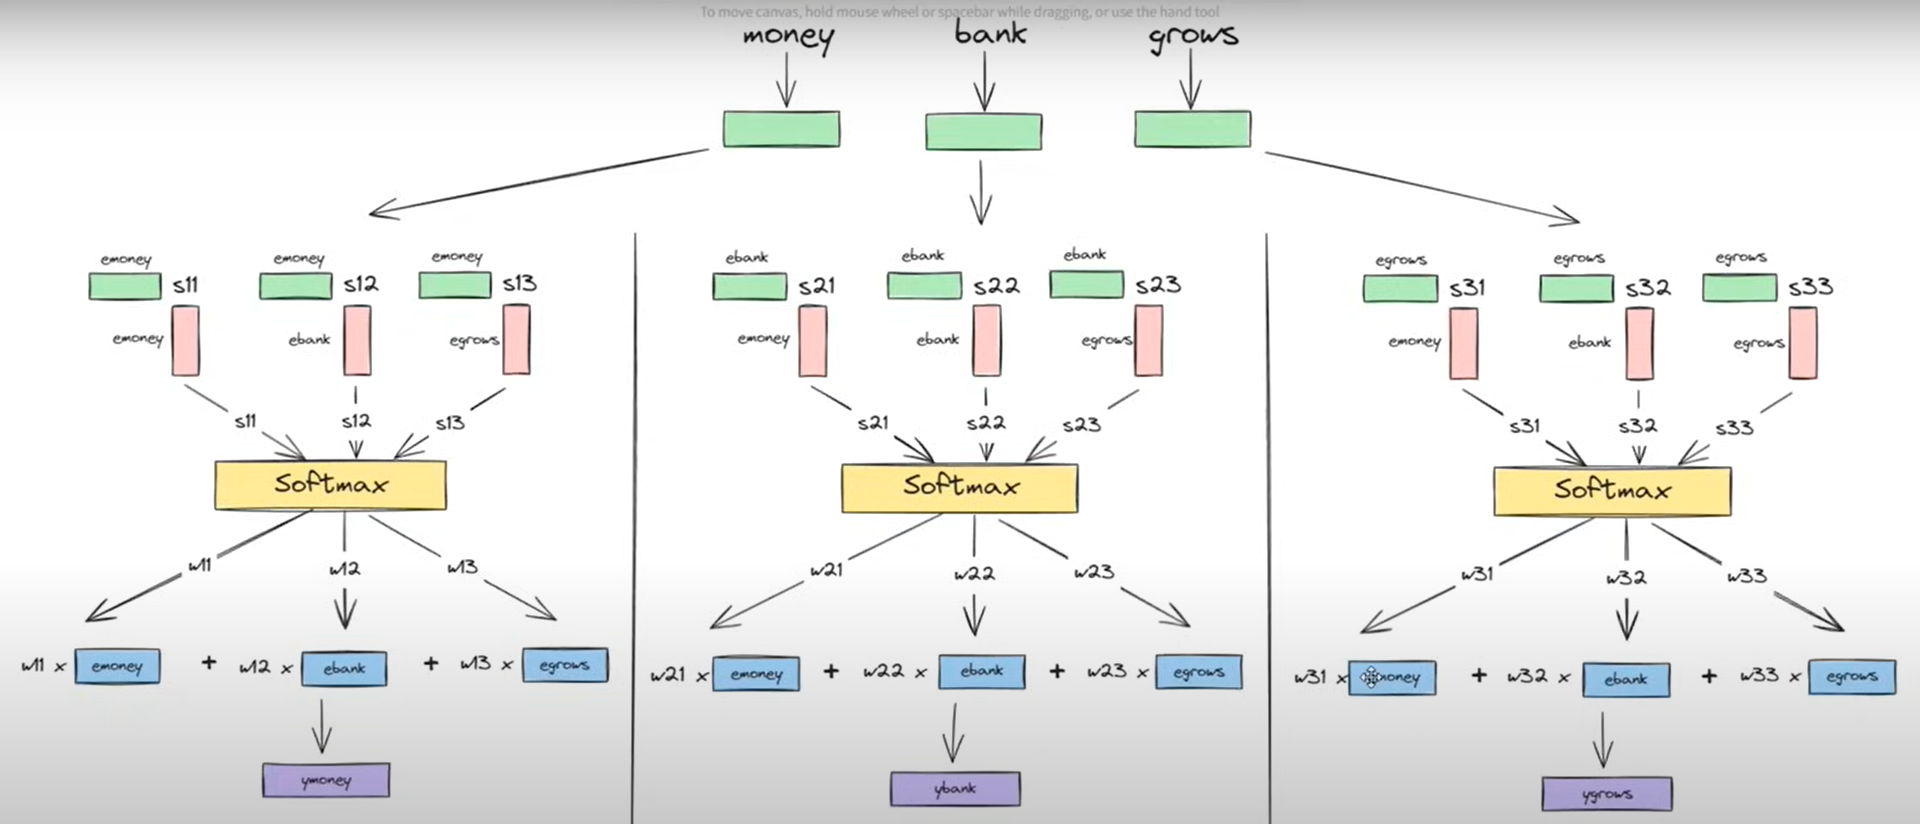 To move canvas, hold mouse wheel or spacebar while dragging, or use the hand tool
money bank grows
emoney emoney emoney ebank ebank ebank egrows egrows egrows
s11 s12 s13 s21 s22 s23 s31 s32 s33
emoney ebank egrows emoney ebank egrows emoney ebank egrows
s11 s12 s13 s21 s22 s23 s31 s32 s33
Softmax Softmax Softmax
w11 w12 w13 w21 w22 w23 w31 w32 w33
w11 x emoney + w12 x ebank + w13 x egrows w21 x emoney + w22 x ebank + w23 x egrows w31 x + w32 x ebank + w33 x egrows
ymoney ybank ygrows